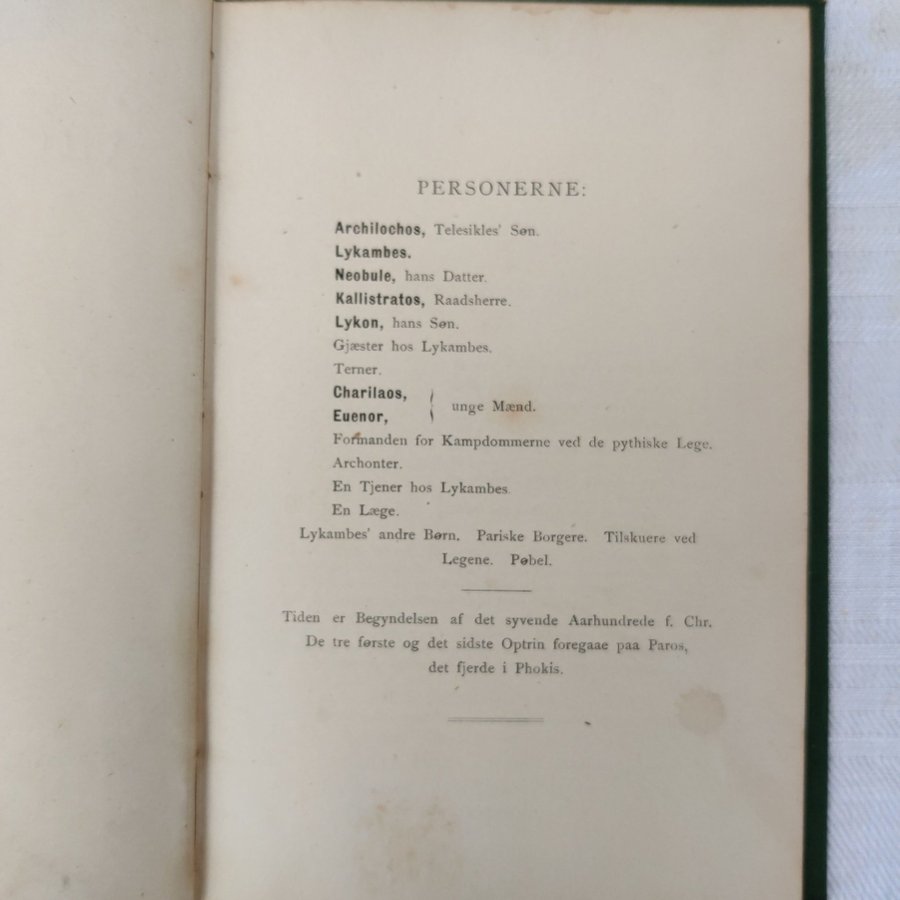 PERSONERNE:
Archilochos, Telesikles' Søn.
Lykambes.
Neobule, hans Datter.
Kallistratos, Raadsherre.
Lykon, hans Søn.
Gjæster hos Lykambes.
Terner.
Charilaos,
Euenor,
unge Mænd.
Formanden for Kampdommerne ved de pythiske Lege.
Archonter.
En Tjener hos Lykambes.
En Læge.
Lykambes' andre Børn. Pariske Borgere. Tilskuere ved
Legene. Pøbel.
Tiden er Begyndelsen af det syvende Aarhundrede f. Chr.
De tre første og det sidste Optrin foregaae paa Paros,
det fjerde i Phokis.